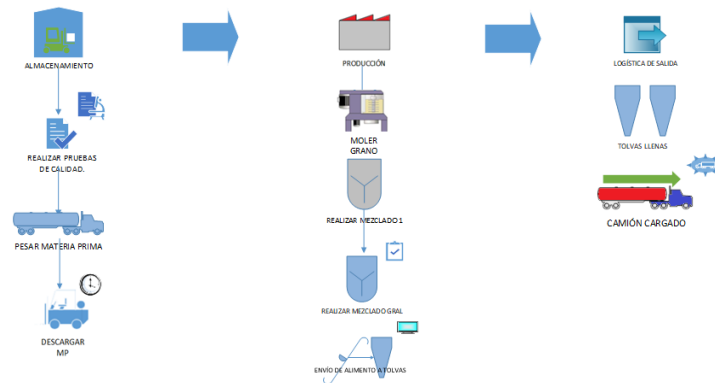 ALMACENAMIENTO
REALIZAR PRUEBAS
DE CALIDAD.
PESAR MATERIA PRIMA
DESCARGAR
MP
PRODUCCIÓN
MOLER
GRANO
REALIZAR MEZCLADO 1
REALIZAR MEZCLADO GRAL
ENVÍO DE ALIMENTO A TOLVAS
LOGÍSTICA DE SALIDA
TOLVAS LLENAS
CAMIÓN CARGADO